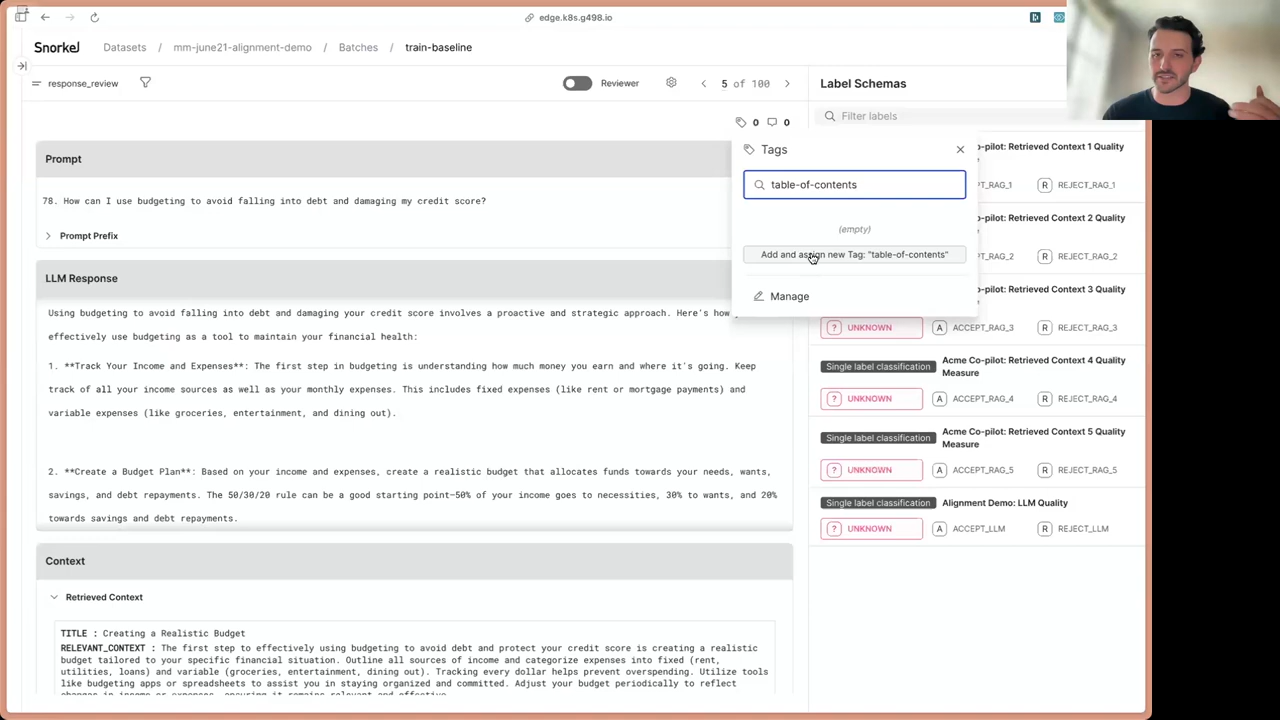 edge.k8s.g498.io
Snorkel
Datasets / mm-june21-alignment-demo / Batches / train-baseline
response_review
Reviewer
5 of 100
0 0
Prompt
78. How can I use budgeting to avoid falling into debt and damaging my credit score?
Prompt Prefix
LLM Response
Using budgeting to avoid falling into debt and damaging your credit score involves a proactive and strategic approach. Here's how
effectively use budgeting as a tool to maintain your financial health:
1. **Track Your Income and Expenses**: The first step in budgeting is understanding how much money you earn and where it's going. Keep
track of all your income sources as well as your monthly expenses. This includes fixed expenses (like rent or mortgage payments) and
variable expenses (like groceries, entertainment, and dining out).
2. **Create a Budget Plan**: Based on your income and expenses, create a realistic budget that allocates funds towards your needs, wants,
savings, and debt repayments. The 50/30/20 rule can be a good starting point—50% of your income goes to necessities, 30% to wants, and 20%
towards savings and debt repayments.
Context
Retrieved Context
TITLE : Creating a Realistic Budget
RELEVANT_CONTEXT : The first step to effectively using budgeting to avoid debt and protect your credit score is creating a realistic
budget tailored to your specific financial situation. Outline all sources of income and categorize expenses into fixed (rent,
utilities, loans) and variable (groceries, entertainment, dining out). Tracking every dollar helps prevent overspending. Utilize tools
like budgeting apps or spreadsheets to assist you in staying organized and committed. Adjust your budget periodically to reflect
changes in income or expenses, ensuring it remains relevant and effective.
Tags
table-of-contents
(empty)
Add and assign new Tag: "table-of-contents"
Manage
Label Schemas
Filter labels
o-pilot: Retrieved Context 1 Quality
PT_RAG_1 R REJECT_RAG_1
o-pilot: Retrieved Context 2 Quality
PT_RAG_2 R REJECT_RAG_2
o-pilot: Retrieved Context 3 Quality
? UNKNOWN A ACCEPT_RAG_3 R REJECT_RAG_3
Single label classification Acme Co-pilot: Retrieved Context 4 Quality
Measure
? UNKNOWN A ACCEPT_RAG_4 R REJECT_RAG_4
Single label classification Acme Co-pilot: Retrieved Context 5 Quality
Measure
? UNKNOWN A ACCEPT_RAG_5 R REJECT_RAG_5
Single label classification Alignment Demo: LLM Quality
? UNKNOWN A ACCEPT_LLM R REJECT_LLM